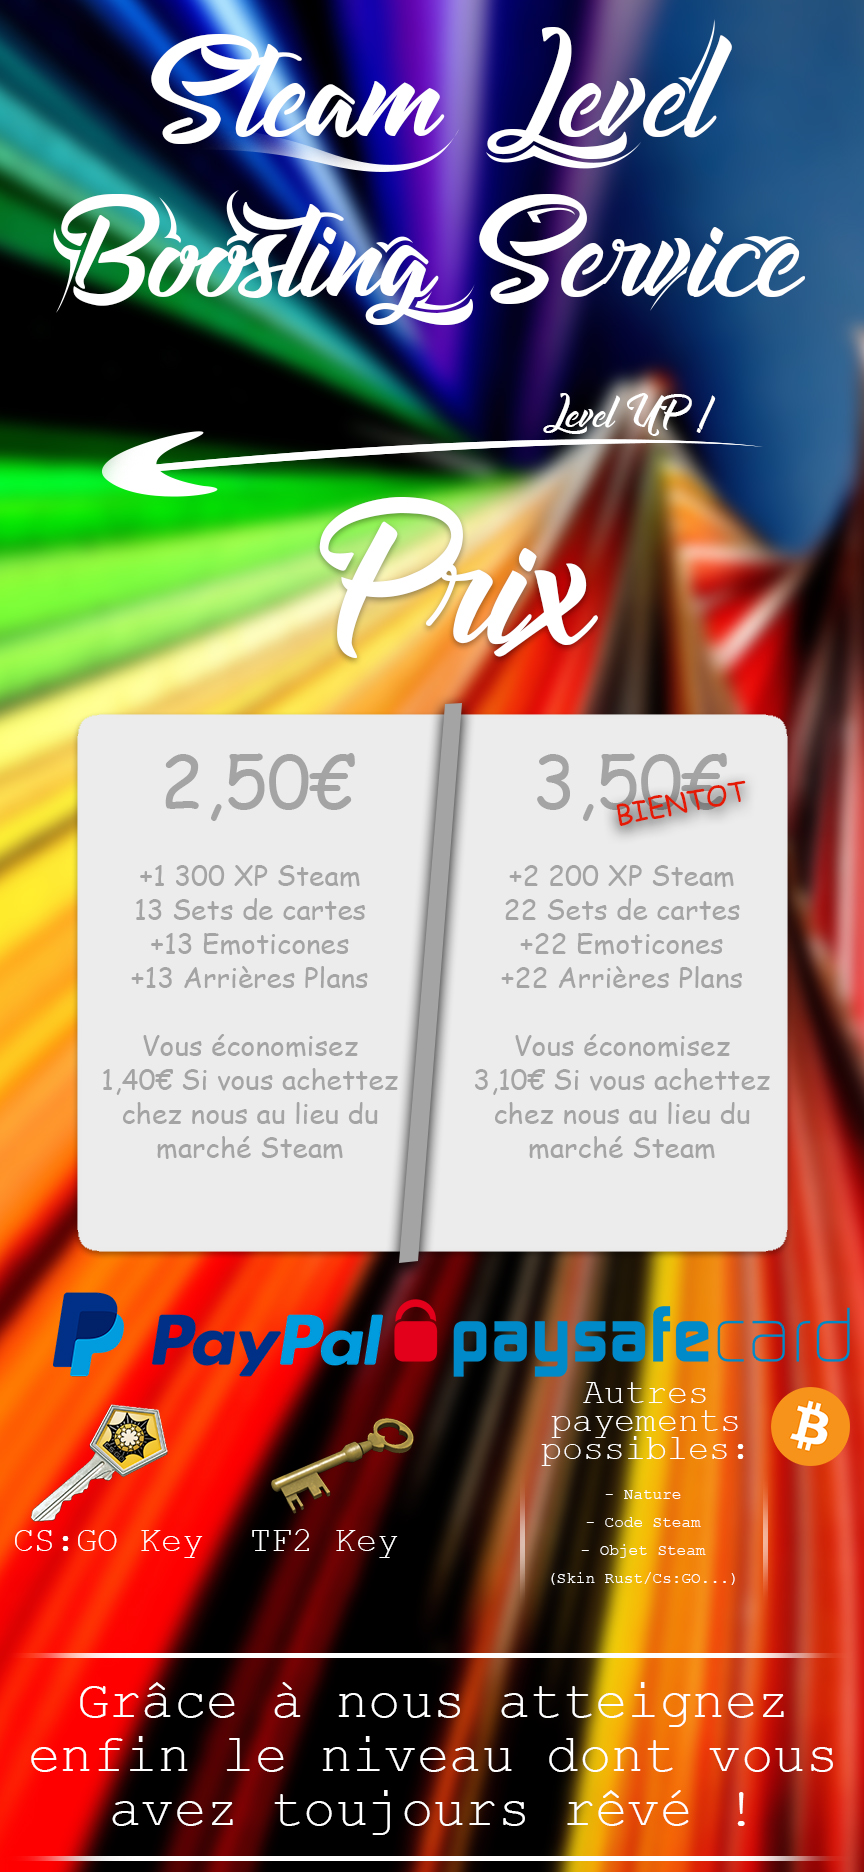 Steam Level
Boosting Service
Level UP !
Prix
2,50€
+1 300 XP Steam
13 Sets de cartes
+13 Emoticones
+13 Arrières Plans
Vous économisez
1,40€ Si vous achettez
chez nous au lieu du
marché Steam
3,50€
BIENTOT
+2 200 XP Steam
22 Sets de cartes
+22 Emoticones
+22 Arrières Plans
Vous économisez
3,10€ Si vous achettez
chez nous au lieu du
marché Steam
PayPal
paysafecard
CS:GO Key
TF2 Key
Autres
payements
possibles:
- Nature
- Code Steam
- Objet Steam
(Skin Rust/Cs:GO...)
Grâce à nous atteignez
enfin le niveau dont vous
avez toujours rêvé !